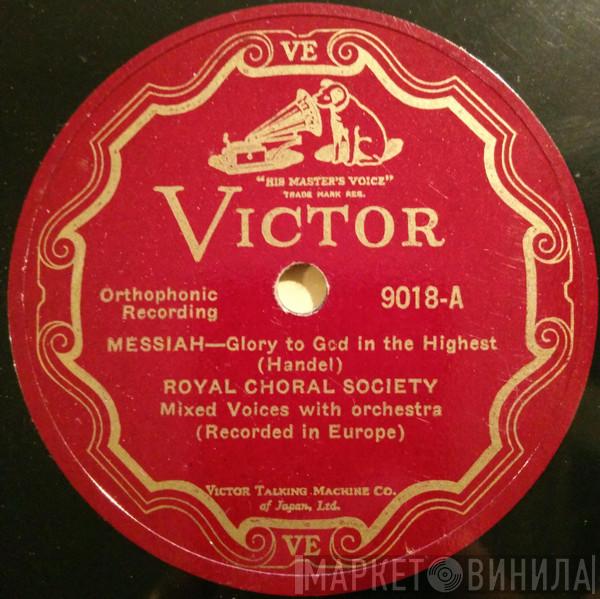 VE
"HIS MASTER'S VOICE"
TRADE MARK REG.
VICTOR
Orthophonic Recording
9018-A
MESSIAH—Glory to God in the Highest
(Handel)
ROYAL CHORAL SOCIETY
Mixed Voices with orchestra
(Recorded in Europe)
VICTOR TALKING MACHINE CO.
of Japan, Ltd.
VE
МАРКЕТ ВИНИЛА